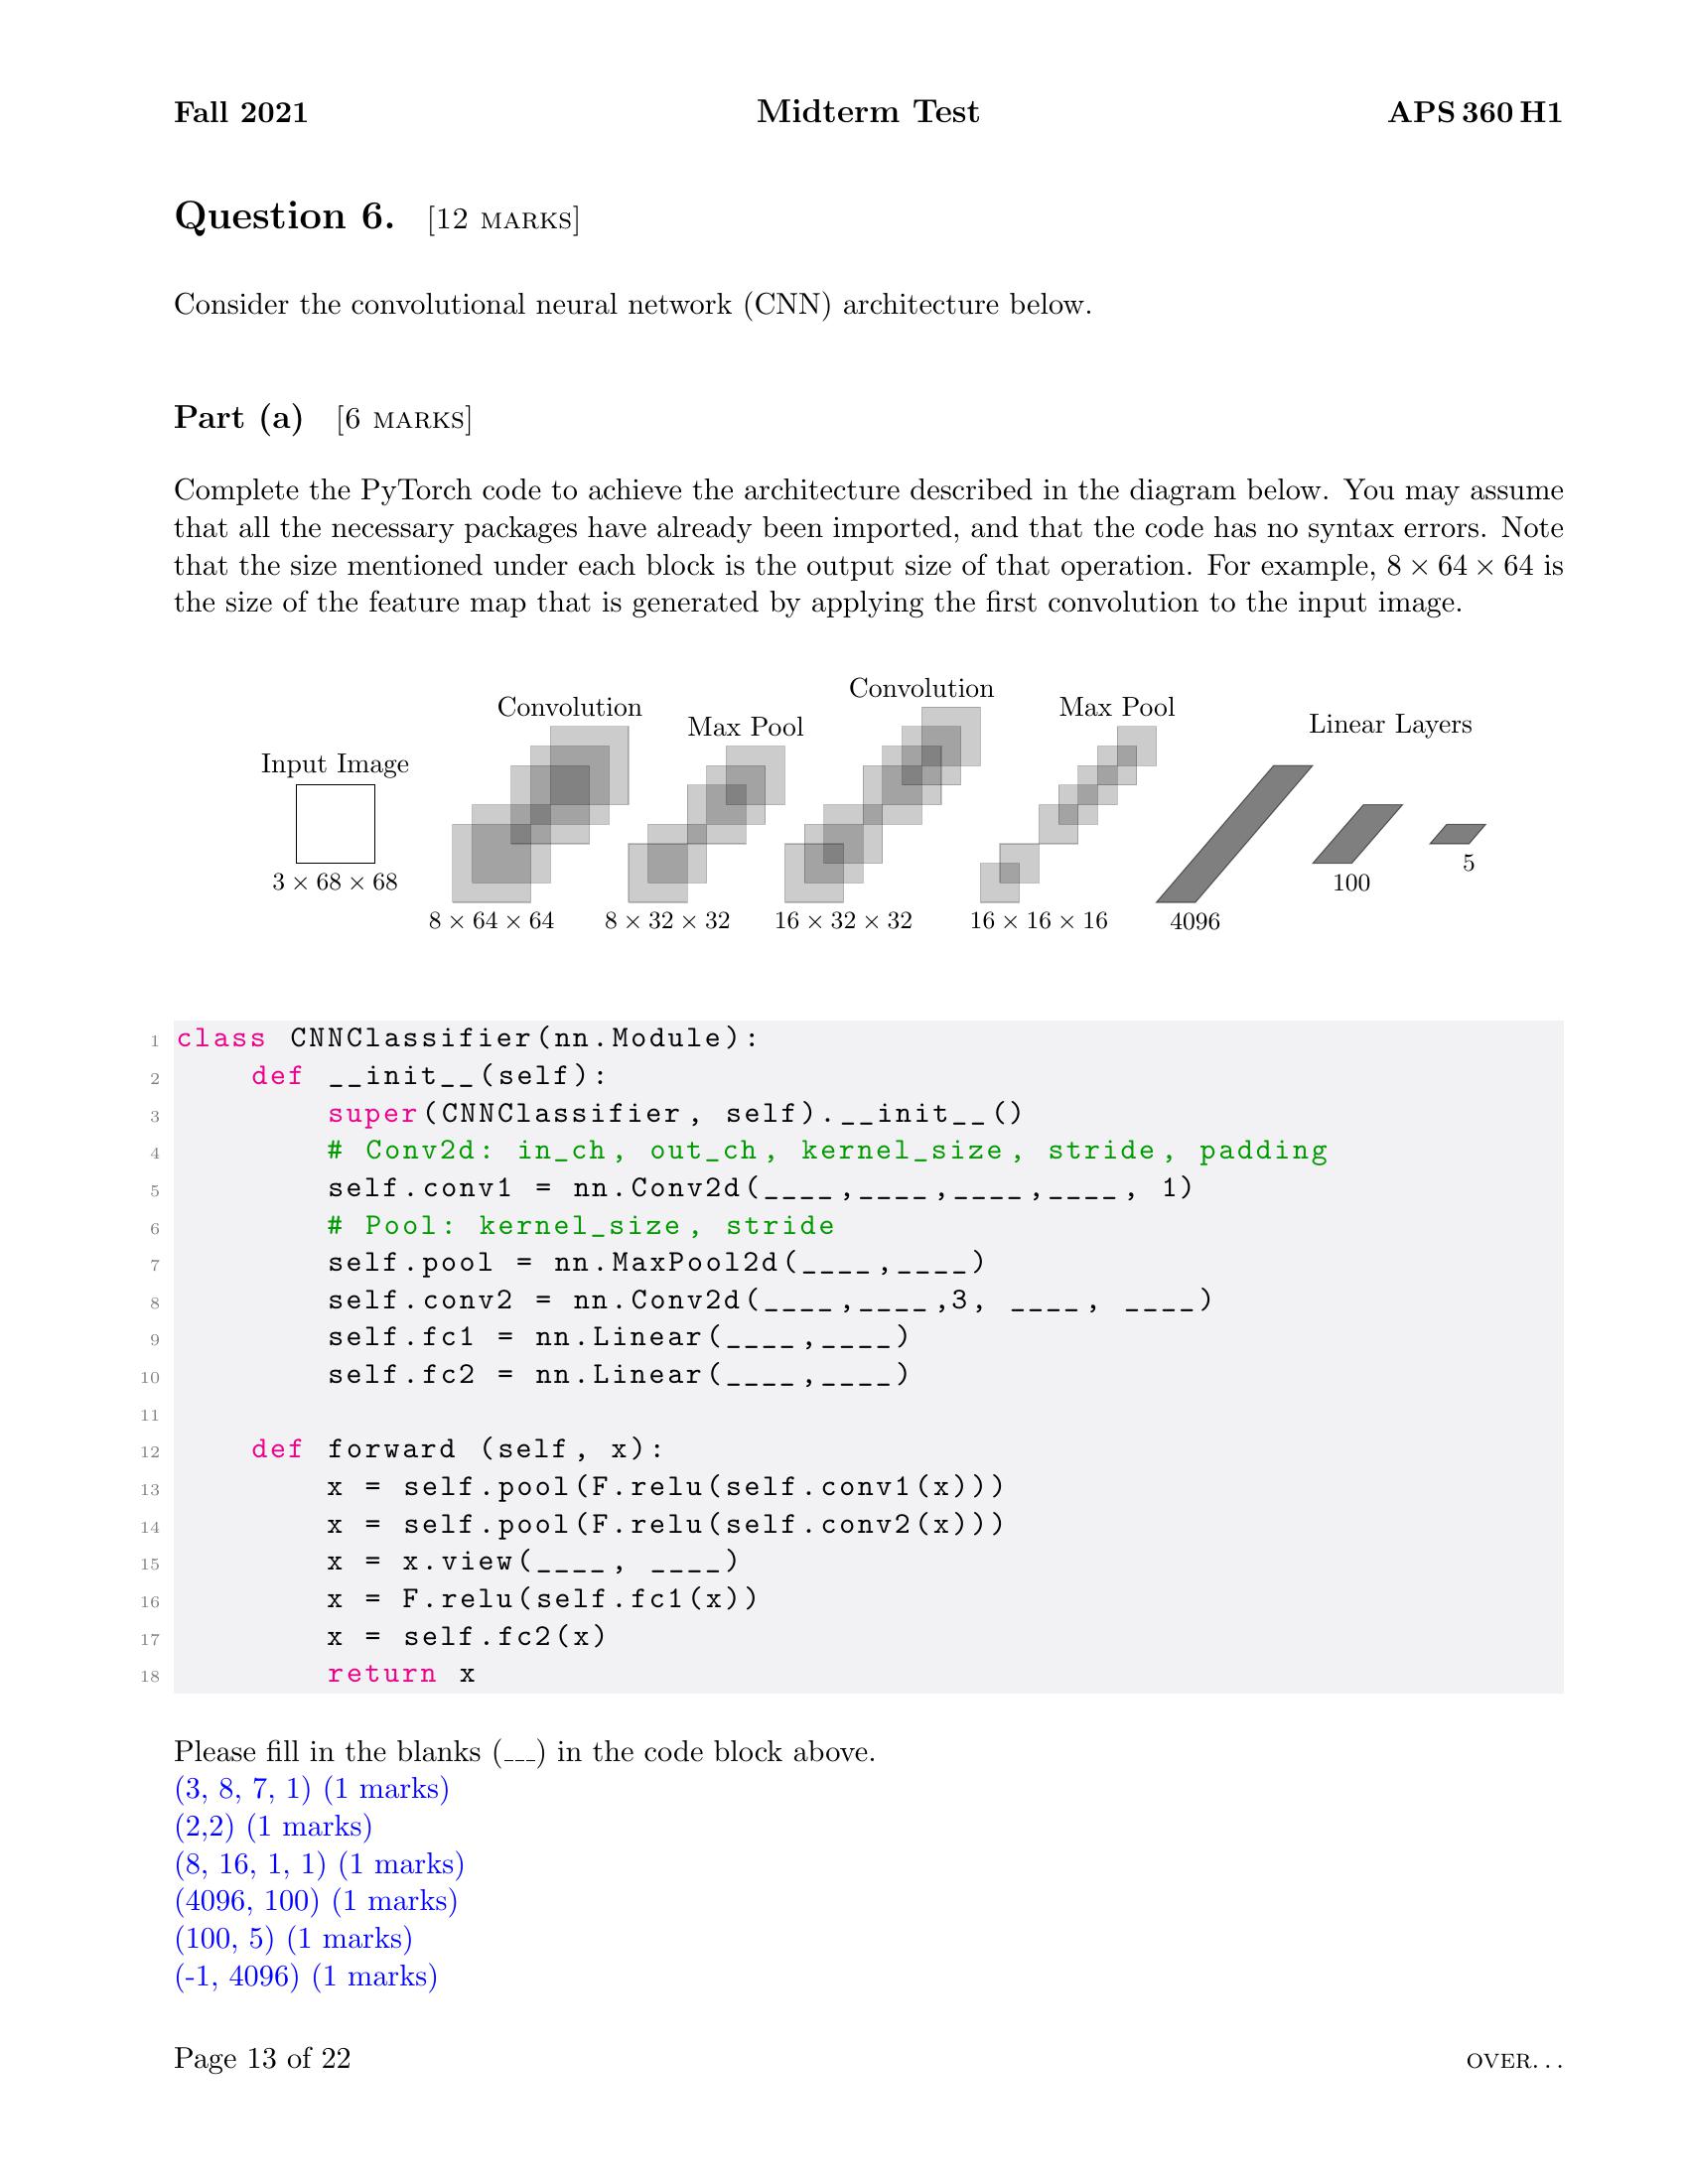 Fall 2021 Midterm Test APS 360 H1
Question 6. [12 MARKS]
Consider the convolutional neural network (CNN) architecture below.
Part (a) [6 MARKS]
Complete the PyTorch code to achieve the architecture described in the diagram below. You may assume
that all the necessary packages have already been imported, and that the code has no syntax errors. Note
that the size mentioned under each block is the output size of that operation. For example, 8 × 64 × 64 is
the size of the feature map that is generated by applying the first convolution to the input image.
Input Image
3 × 68 × 68
Convolution
8 × 64 × 64
Max Pool
8 × 32 × 32
Convolution
16 × 32 × 32
Max Pool
16 × 16 × 16
Linear Layers
4096
100
5
1 class CNNClassifier(nn.Module):
2     def __init__(self):
3         super(CNNClassifier, self).__init__()
4         # Conv2d: in_ch, out_ch, kernel_size, stride, padding
5         self.conv1 = nn.Conv2d(____,____,____,____, 1)
6         # Pool: kernel_size, stride
7         self.pool = nn.MaxPool2d(____,____)
8         self.conv2 = nn.Conv2d(____,____,3, ____, ____)
9         self.fc1 = nn.Linear(____,____)
10         self.fc2 = nn.Linear(____,____)
11
12     def forward (self, x):
13         x = self.pool(F.relu(self.conv1(x)))
14         x = self.pool(F.relu(self.conv2(x)))
15         x = x.view(____, ____)
16         x = F.relu(self.fc1(x))
17         x = self.fc2(x)
18         return x
Please fill in the blanks (___) in the code block above.
(3, 8, 7, 1) (1 marks)
(2,2) (1 marks)
(8, 16, 1, 1) (1 marks)
(4096, 100) (1 marks)
(100, 5) (1 marks)
(-1, 4096) (1 marks)
Page 13 of 22 OVER. . .